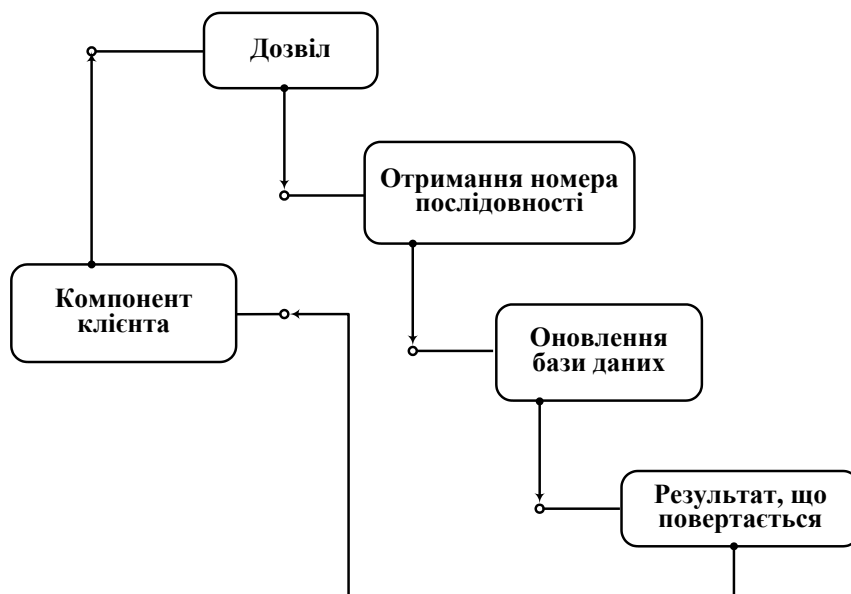 Дозвіл
Отримання номера
послідовності
Компонент
клієнта
Оновлення
бази даних
Результат, що
повертається